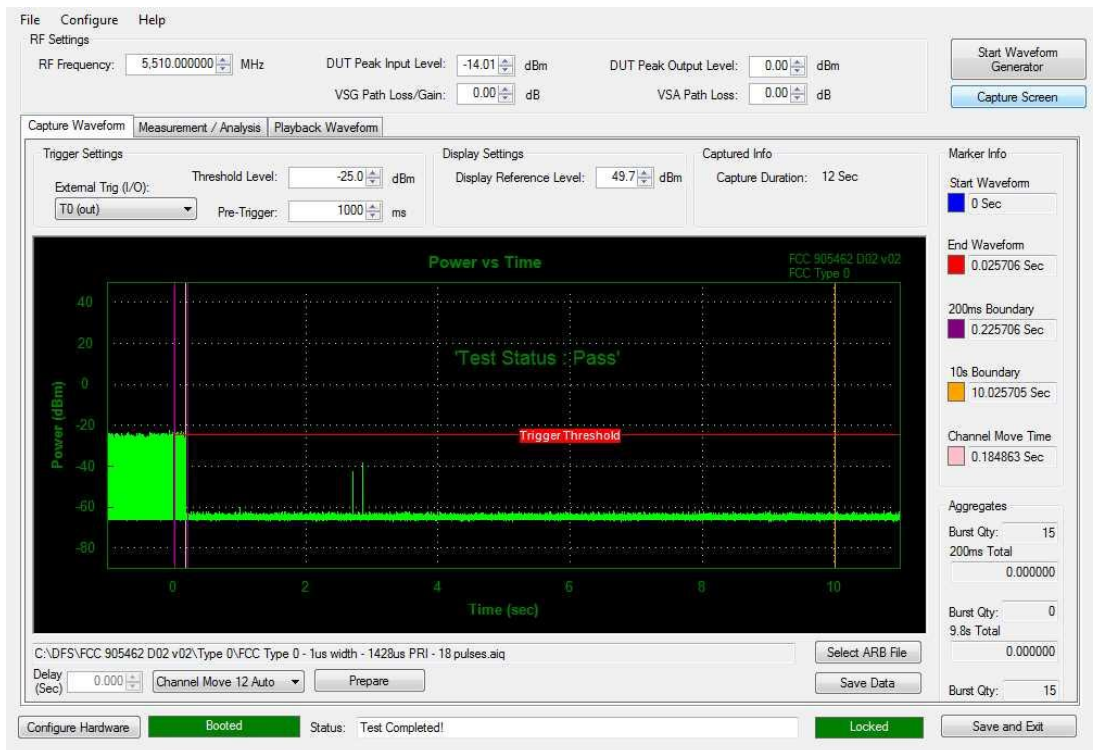 File Configure Help
RF Settings
RF Frequency: 5,510.000000 MHz DUT Peak Input Level: -14.01 dBm DUT Peak Output Level: 0.00 dBm
VSG Path Loss/Gain: 0.00 dB VSA Path Loss: 0.00 dB
Start Waveform
Generator
Capture Screen
Capture Waveform Measurement / Analysis Playback Waveform
Trigger Settings
External Trig (I/O):
T0 (out)
Threshold Level: -25.0 dBm
Pre-Trigger: 1000 ms
Display Settings
Display Reference Level: 49.7 dBm
Captured Info
Capture Duration: 12 Sec
Power vs Time
FCC 905462 D02 v02
FCC Type 0
'Test Status : Pass'
Trigger Threshold
Power (dBm)
40
20
0
-20
-40
-60
-80
0 2 4 6 8 10
Time (sec)
Marker Info
Start Waveform
0 Sec
End Waveform
0.025706 Sec
200ms Boundary
0.225706 Sec
10s Boundary
10.025705 Sec
Channel Move Time
0.184863 Sec
Aggregates
Burst Qty: 15
200ms Total
0.000000
Burst Qty: 0
9.8s Total
0.000000
Burst Qty: 15
C:\DFS\FCC 905462 D02 v02\Type 0\FCC Type 0 - 1us width - 1428us PRI - 18 pulses.aiq
Select ARB File
Delay
(Sec) 0.000 Channel Move 12 Auto Prepare Save Data
Configure Hardware Booted Status: Test Completed! Locked Save and Exit